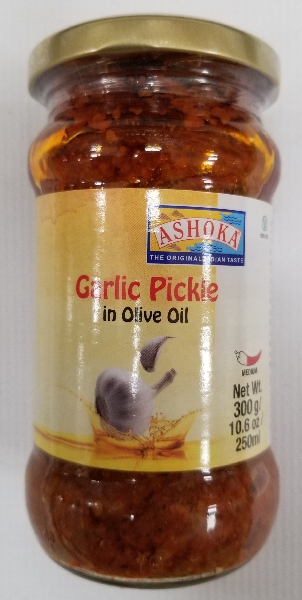 ASHOKA
THE ORIGINAL INDIAN TASTE
Garlic Pickle
in Olive Oil
MEDIUM
Net Wt.
300 g/
10.6 oz
250ml